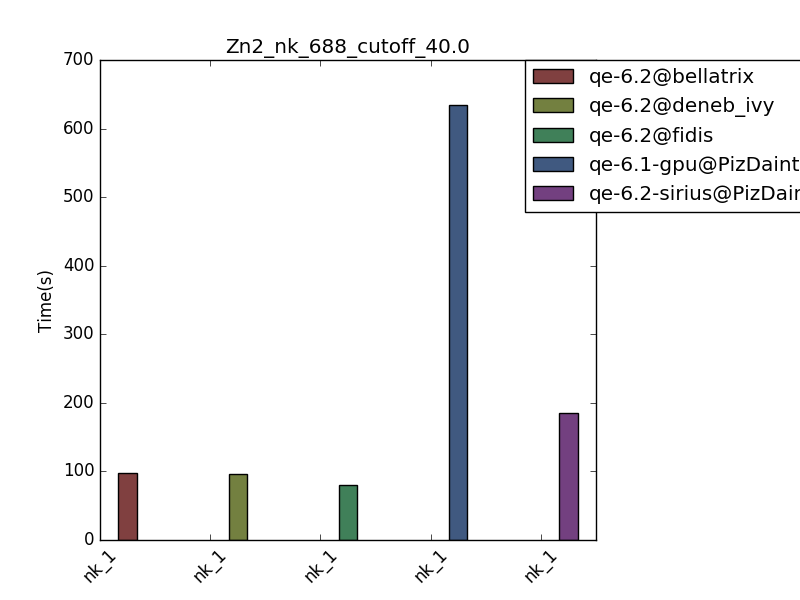 Zn2_nk_688_cutoff_40.0
700
600
500
400
300
200
100
0
Time(s)
nk_1
nk_1
nk_1
nk_1
nk_1
qe-6.2@bellatrix
qe-6.2@deneb_ivy
qe-6.2@fidis
qe-6.1-gpu@PizDaint
qe-6.2-sirius@PizDai